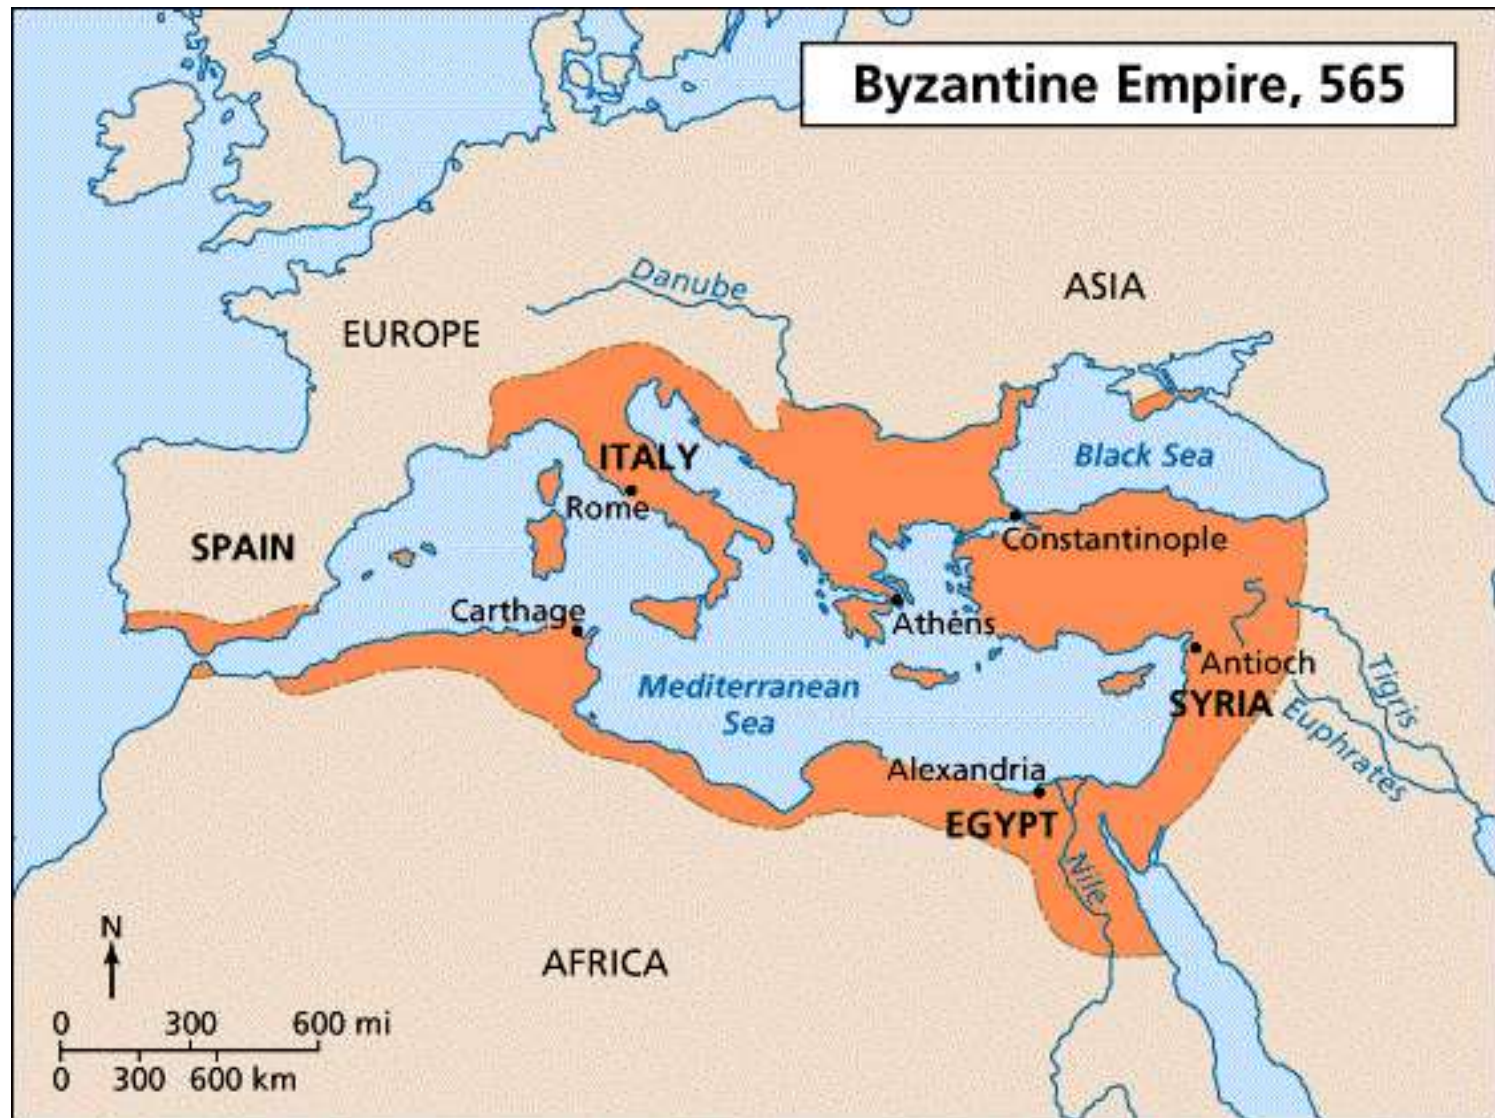 Byzantine Empire, 565
Danube
ASIA
EUROPE
ITALY
Black Sea
Rome
SPAIN
Constantinople
Carthage
Athens
Antioch
Mediterranean
Sea
SYRIA
Tigris
Euphrates
Alexandria
EGYPT
Nile
N
AFRICA
0 300 600 mi
0 300 600 km